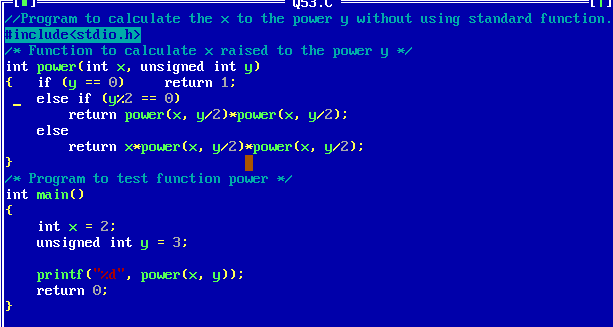 Q53.C
//Program to calculate the x to the power y without using standard function.
#include<stdio.h>
/* Function to calculate x raised to the power y */
int power(int x, unsigned int y)
{   if (y == 0)     return 1;
    else if (y%2 == 0)
        return power(x, y/2)*power(x, y/2);
    else
        return x*power(x, y/2)*power(x, y/2);
}
/* Program to test function power */
int main()
{
    int x = 2;
    unsigned int y = 3;

    printf("%d", power(x, y));
    return 0;
}